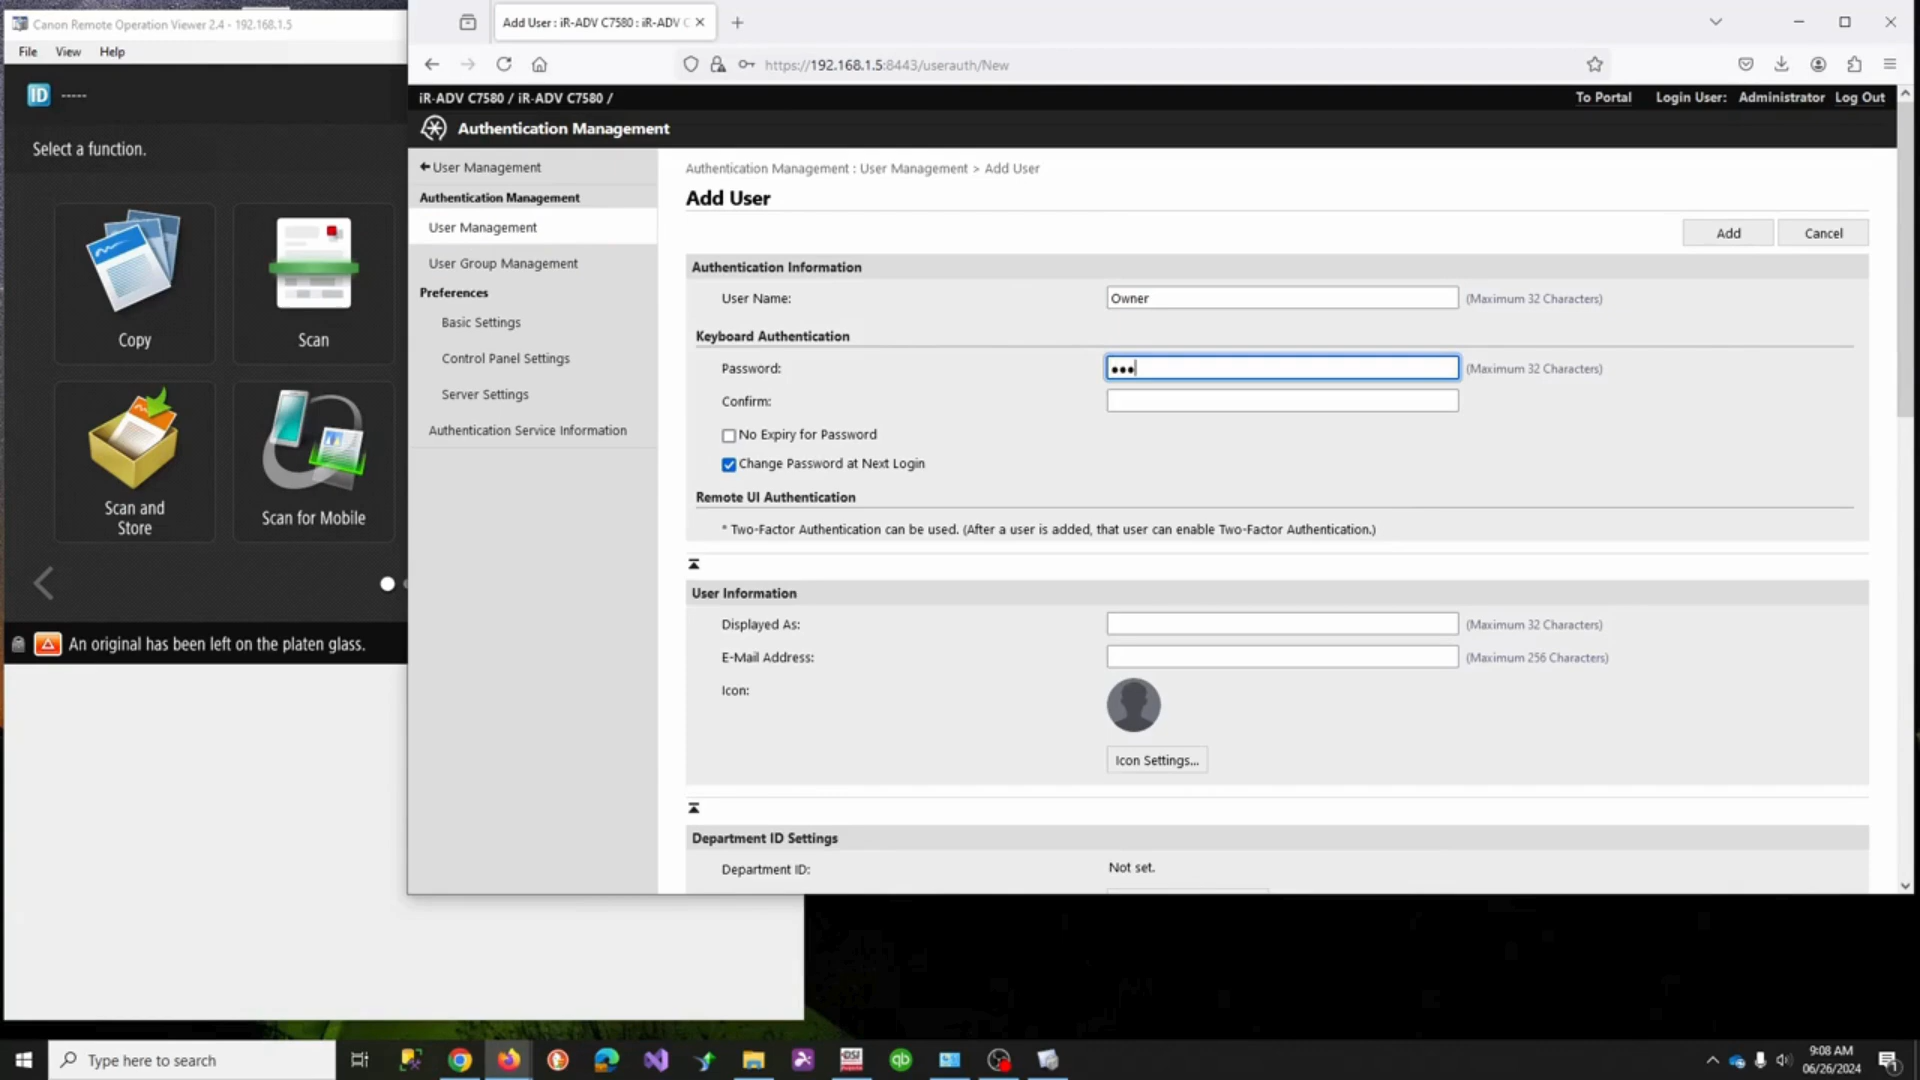 Canon Remote Operation Viewer 2.4 - 192.168.1.5
File View Help
ID -----
Select a function.
Copy
Scan
Scan and
Store
Scan for Mobile
An original has been left on the platen glass.
Add User : iR-ADV C7580 : iR-ADV C
https://192.168.1.5:8443/userauth/New
iR-ADV C7580 / iR-ADV C7580 /
To Portal Login User: Administrator Log Out
Authentication Management
User Management
Authentication Management
User Management
User Group Management
Preferences
Basic Settings
Control Panel Settings
Server Settings
Authentication Service Information
Authentication Management : User Management > Add User
Add User
Add Cancel
Authentication Information
User Name: Owner (Maximum 32 Characters)
Keyboard Authentication
Password: ••• (Maximum 32 Characters)
Confirm:
No Expiry for Password
Change Password at Next Login
Remote UI Authentication
* Two-Factor Authentication can be used. (After a user is added, that user can enable Two-Factor Authentication.)
User Information
Displayed As: (Maximum 32 Characters)
E-Mail Address: (Maximum 256 Characters)
Icon:
Icon Settings...
Department ID Settings
Department ID: Not set.
Type here to search
qb
9:08 AM
06/26/2024
1